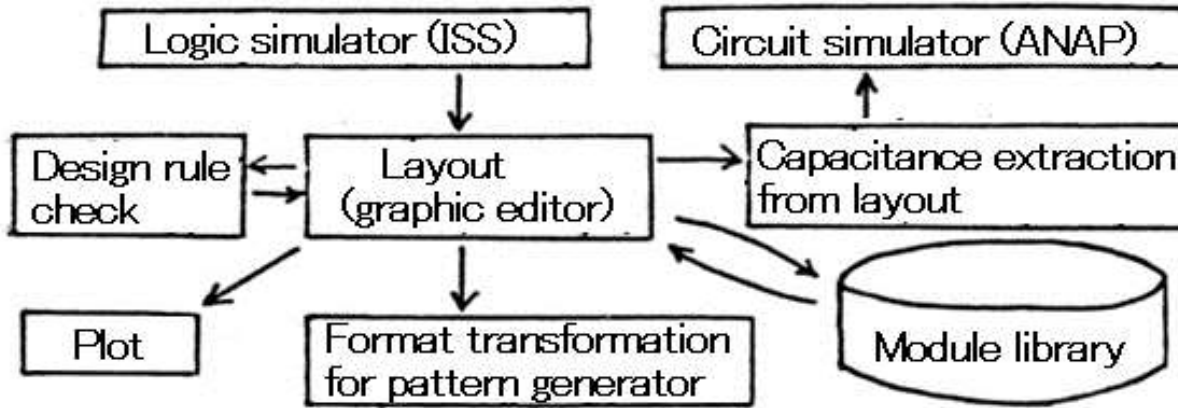 Logic simulator (ISS)
Circuit simulator (ANAP)
Design rule
check
Layout
(graphic editor)
Capacitance extraction
from layout
Plot
Format transformation
for pattern generator
Module library